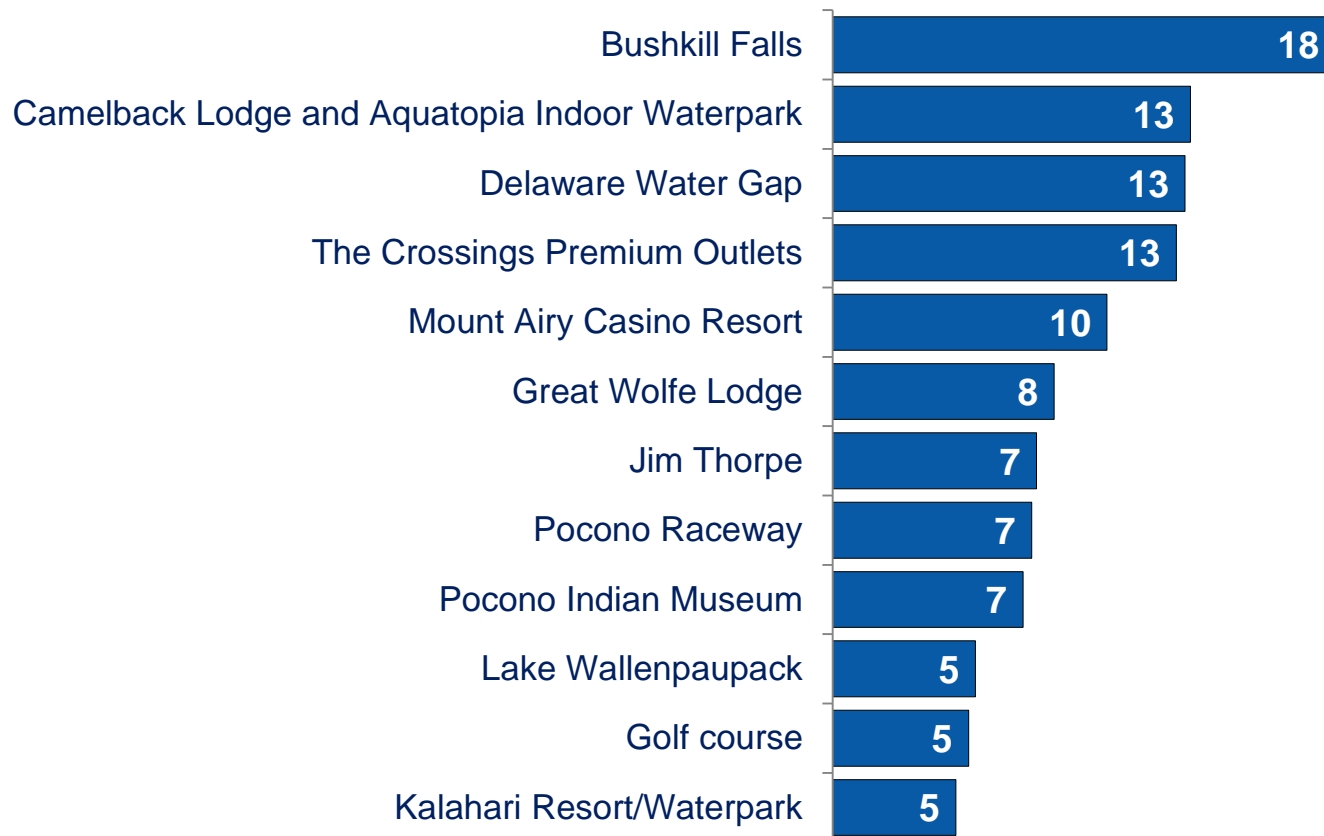 Bushkill Falls 18
Camelback Lodge and Aquatopia Indoor Waterpark 13
Delaware Water Gap 13
The Crossings Premium Outlets 13
Mount Airy Casino Resort 10
Great Wolfe Lodge 8
Jim Thorpe 7
Pocono Raceway 7
Pocono Indian Museum 7
Lake Wallenpaupack 5
Golf course 5
Kalahari Resort/Waterpark 5